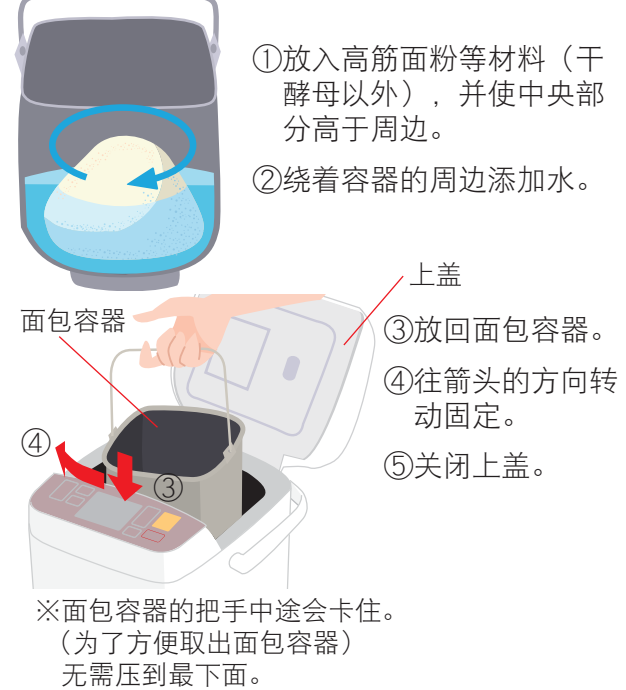 ①放入高筋面粉等材料（干
酵母以外），并使中央部
分高于周边。
②绕着容器的周边添加水。
上盖
面包容器
③放回面包容器。
④往箭头的方向转
动固定。
⑤关闭上盖。
④
③
※面包容器的把手中途会卡住。
（为了方便取出面包容器）
无需压到最下面。